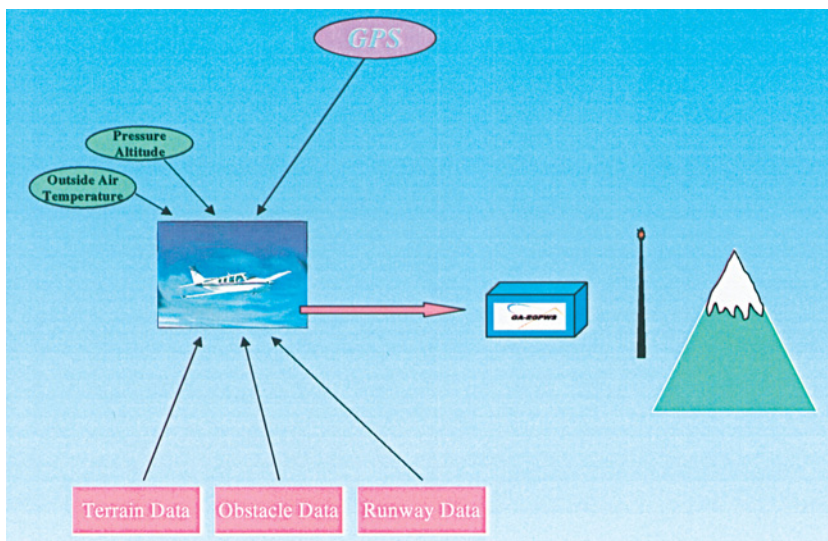 GPS
Pressure
Altitude
Outside Air
Temperature
GA-EGPWS
Terrain Data
Obstacle Data
Runway Data